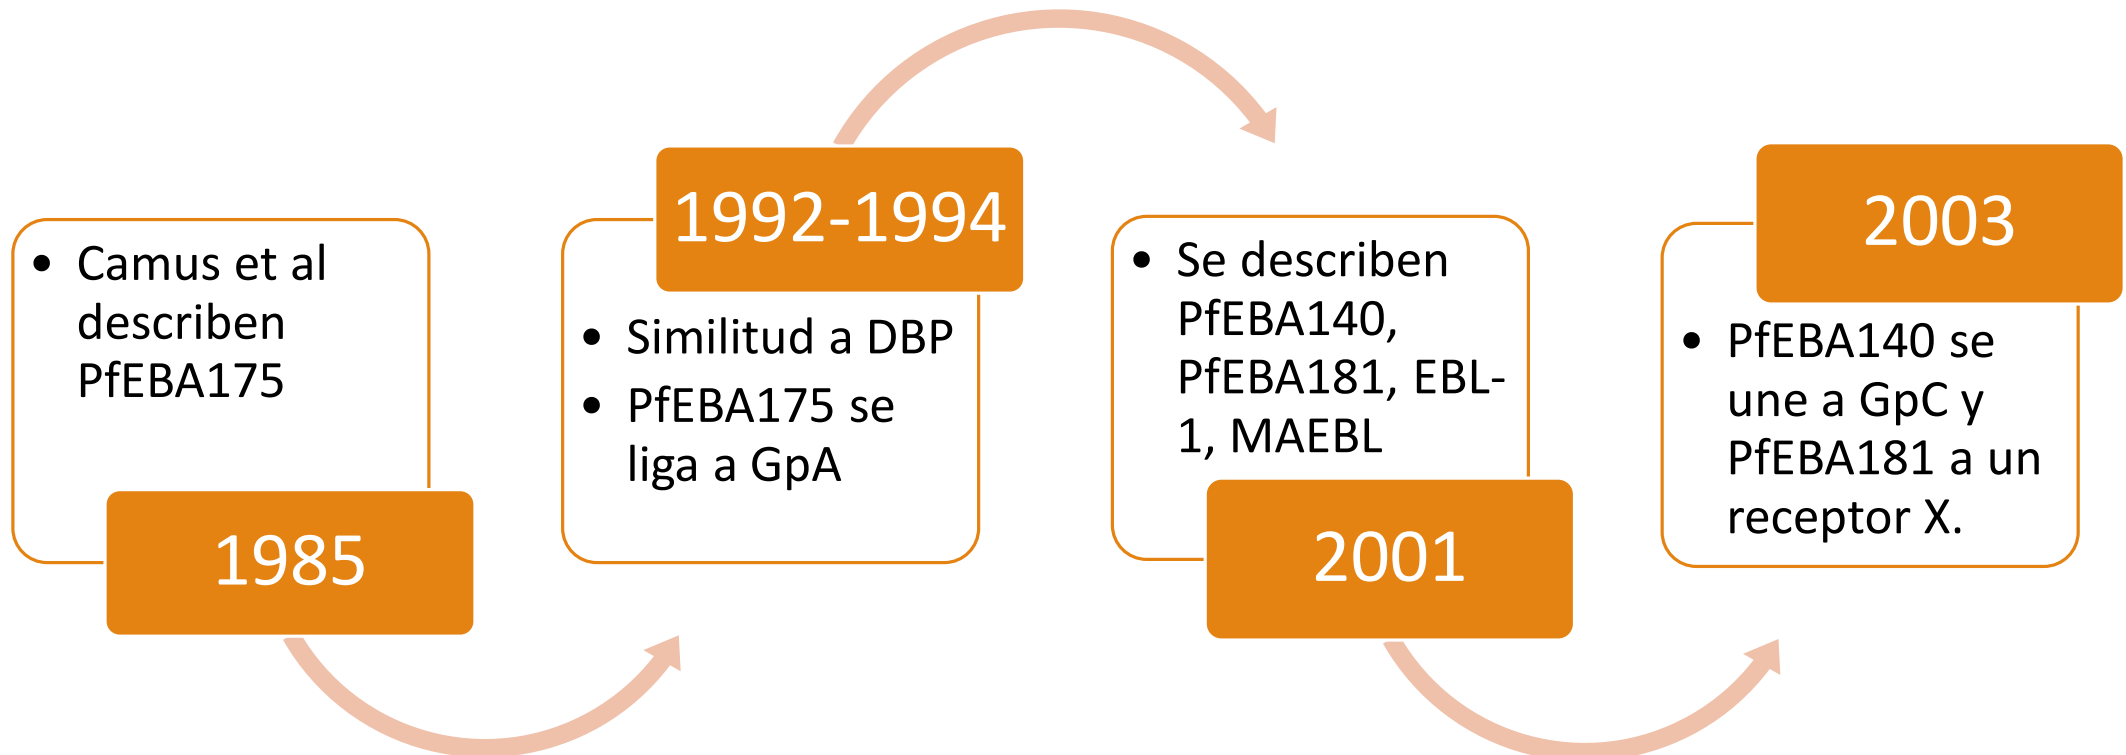 • Camus et al
describen
PfEBA175
1985
1992-1994
• Similitud a DBP
• PfEBA175 se
liga a GpA
• Se describen
PfEBA140,
PfEBA181, EBL-
1, MAEBL
2001
2003
• PfEBA140 se
une a GpC y
PfEBA181 a un
receptor X.